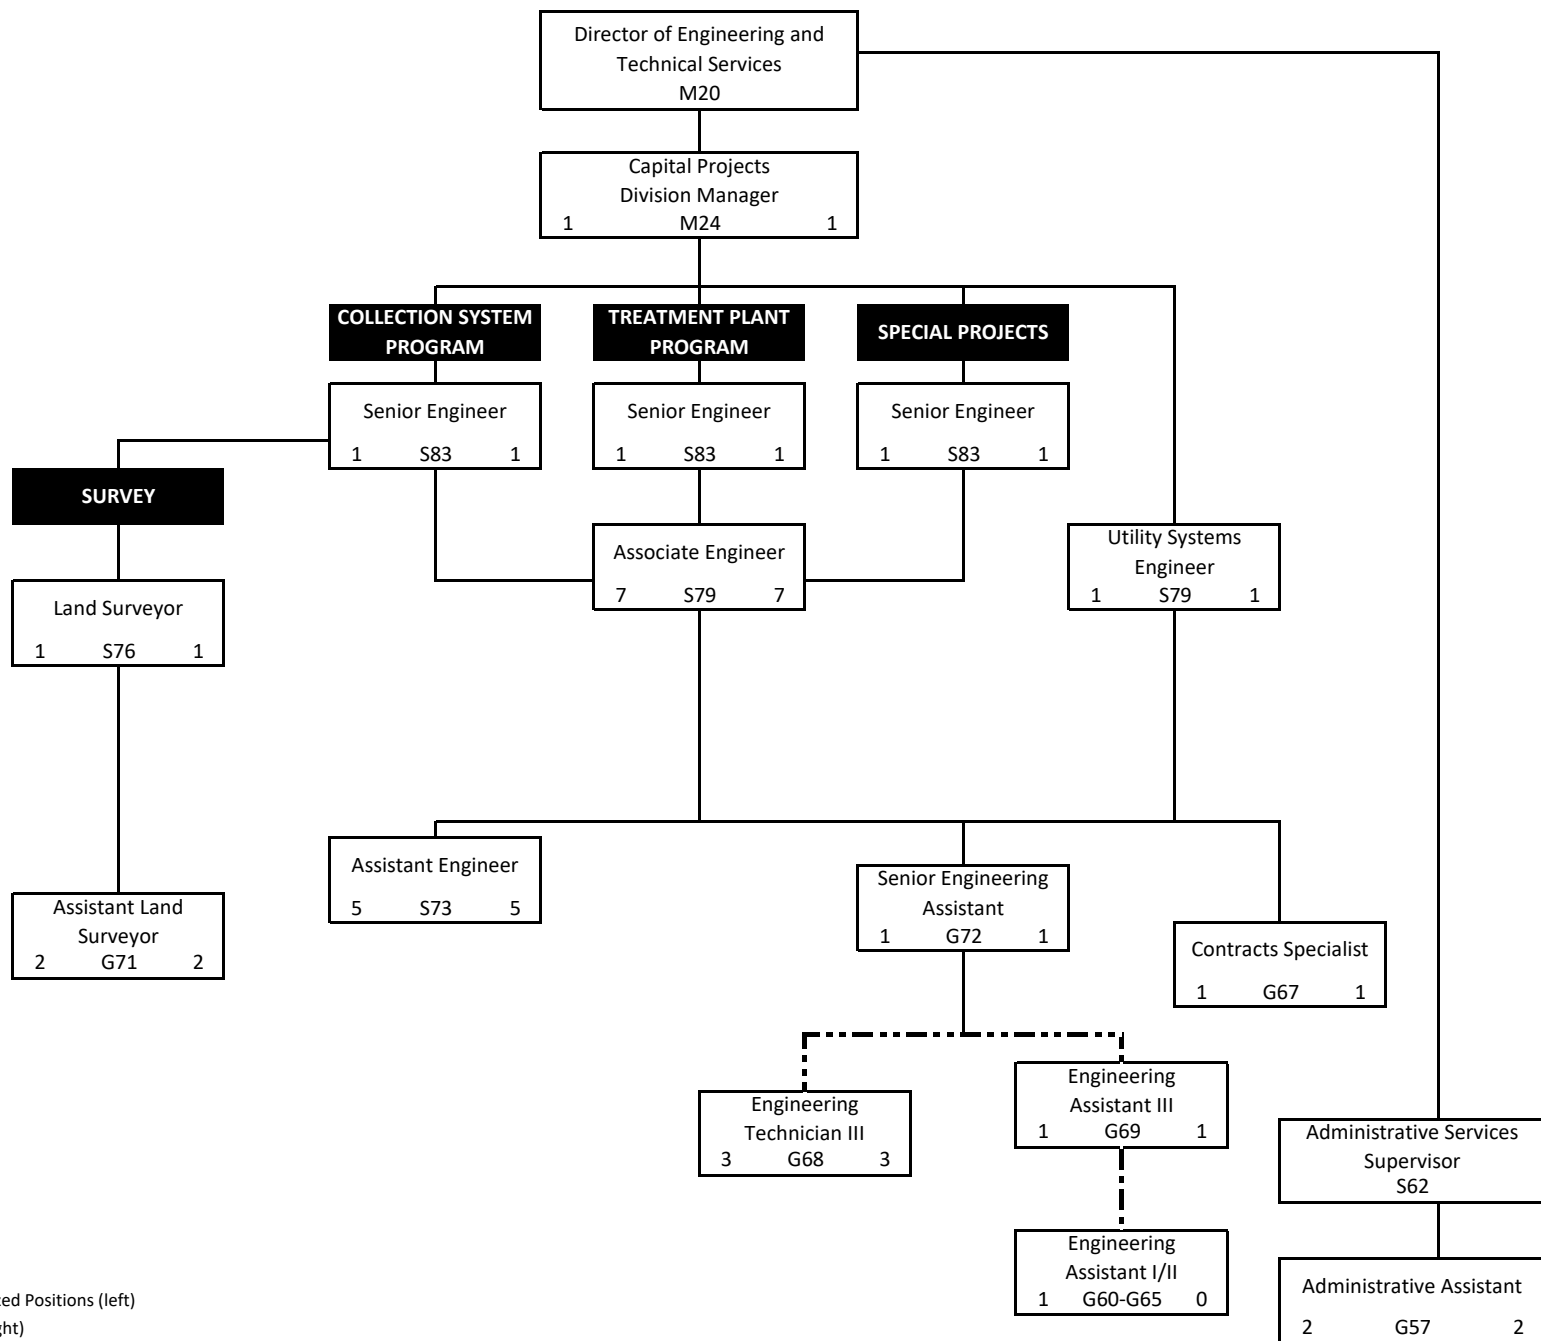 Director of Engineering and
Technical Services
M20
Capital Projects
Division Manager
1 M24 1
COLLECTION SYSTEM
PROGRAM
TREATMENT PLANT
PROGRAM
SPECIAL PROJECTS
Senior Engineer
1 S83 1
Senior Engineer
1 S83 1
Senior Engineer
1 S83 1
SURVEY
Associate Engineer
7 S79 7
Utility Systems
Engineer
1 S79 1
Land Surveyor
1 S76 1
Assistant Engineer
5 S73 5
Senior Engineering
Assistant
1 G72 1
Assistant Land
Surveyor
2 G71 2
Contracts Specialist
1 G67 1
Engineering
Technician III
3 G68 3
Engineering
Assistant III
1 G69 1
Administrative Services
Supervisor
S62
Engineering
Assistant I/II
1 G60-G65 0
Administrative Assistant
2 G57 2
Positions (left)